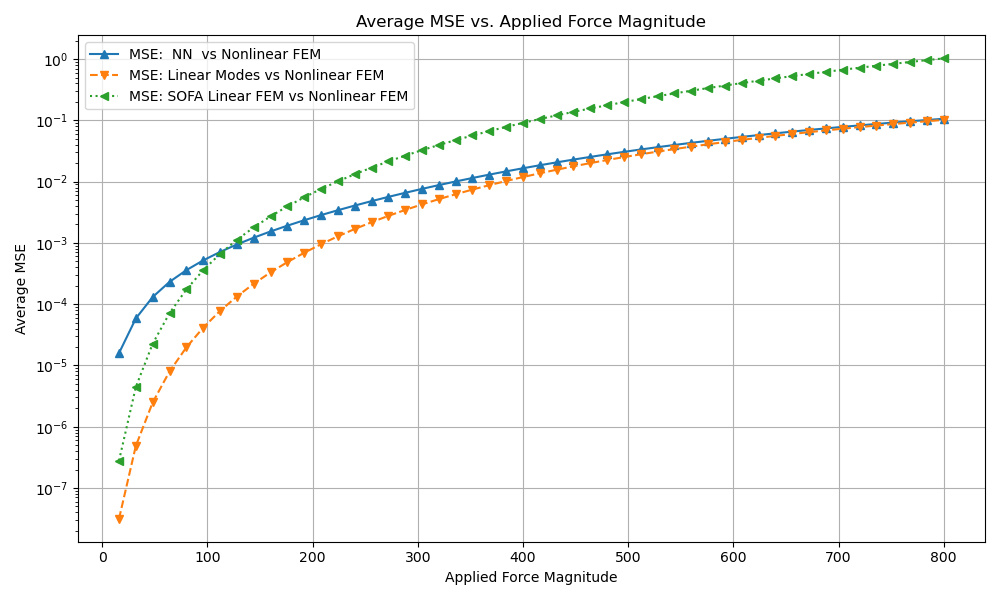 Average MSE vs. Applied Force Magnitude
MSE:  NN  vs Nonlinear FEM
MSE: Linear Modes vs Nonlinear FEM
MSE: SOFA Linear FEM vs Nonlinear FEM
Average MSE
10⁰
10⁻¹
10⁻²
10⁻³
10⁻⁴
10⁻⁵
10⁻⁶
10⁻⁷
0 100 200 300 400 500 600 700 800
Applied Force Magnitude